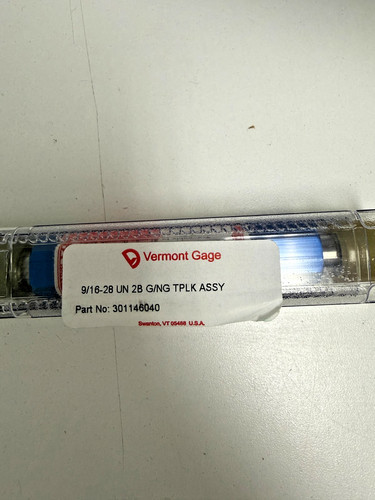 Vermont Gage
9/16-28 UN 2B G/NG TPLK ASSY
Part No: 301146040
Swanton, VT 05488 U.S.A.